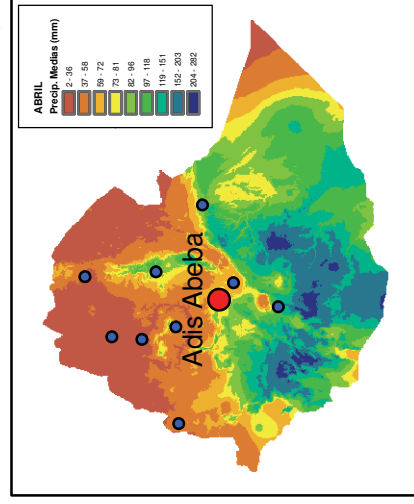 ABRIL
Precip. Medias (mm)
2 - 36
37 - 58
59 - 72
73 - 81
82 - 96
97 - 118
119 - 151
152 - 203
204 - 282
Adis Abeba